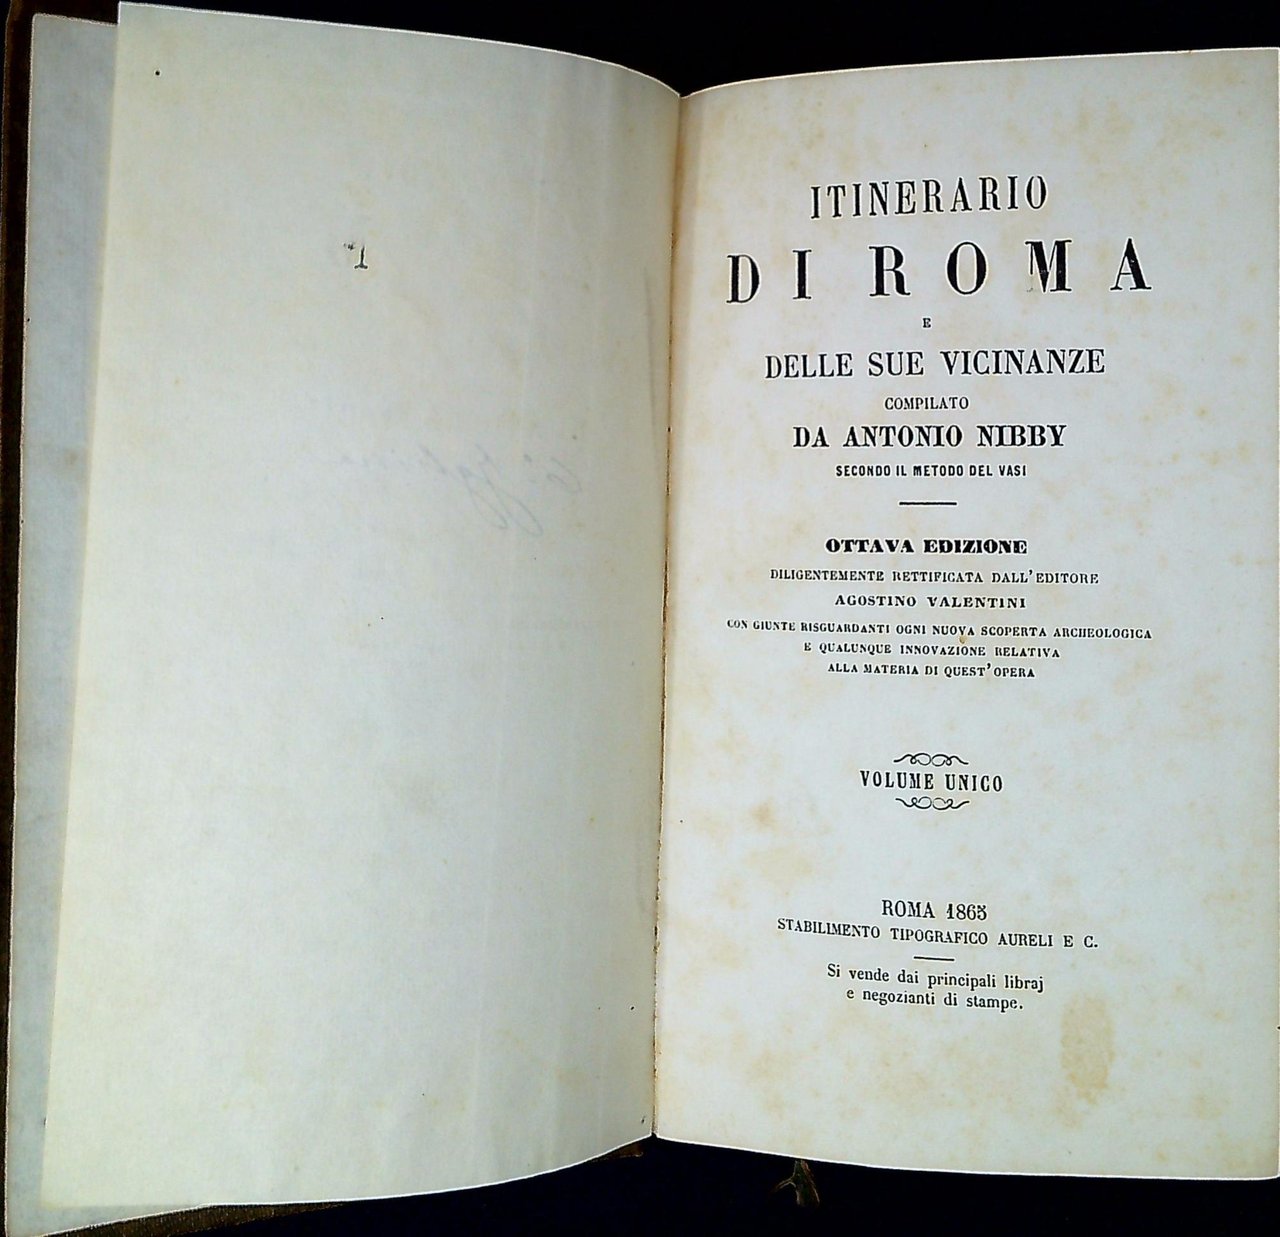 ITINERARIO
DI ROMA
E
DELLE SUE VICINANZE
COMPILATO
DA ANTONIO NIBBY
SECONDO IL METODO DEL VASI
OTTAVA EDIZIONE
DILIGENTEMENTE RETTIFICATA DALL'EDITORE
AGOSTINO VALENTINI
CON GIUNTE RISGUARDANTI OGNI NUOVA SCOPERTA ARCHEOLOGICA
E QUALUNQUE INNOVAZIONE RELATIVA
ALLA MATERIA DI QUEST'OPERA
VOLUME UNICO
ROMA 1865
STABILIMENTO TIPOGRAFICO AURELI E C.
Si vende dai principali libraj
e negozianti di stampe.